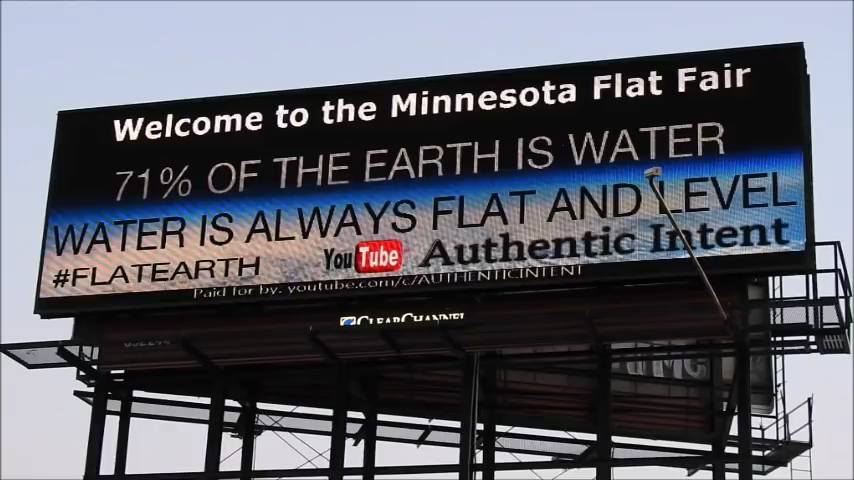 Welcome to the Minnesota Flat Fair
71% OF THE EARTH IS WATER
WATER IS ALWAYS FLAT AND LEVEL
#FLATEARTH YouTube Authentic Intent
Paid for by: youtube.com/c/AUTHENTICINTENT
CLEARCHANNEL